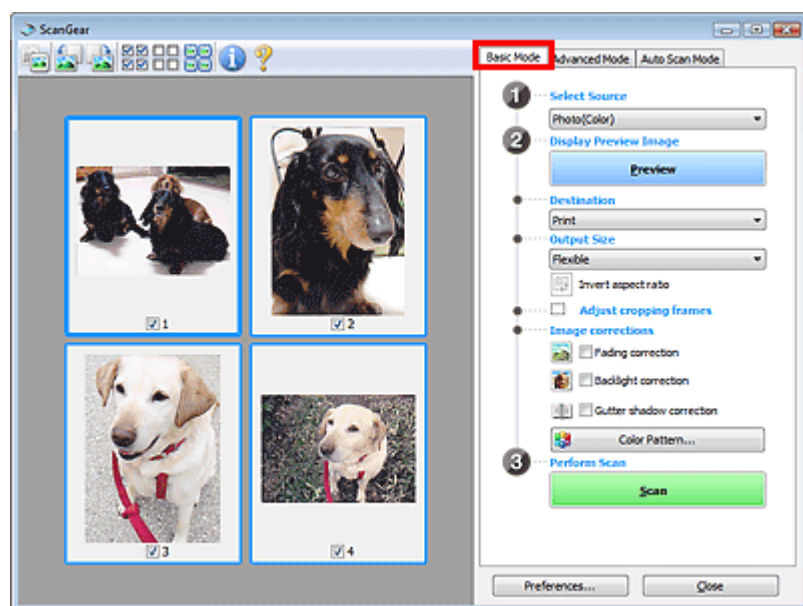 ScanGear
Basic Mode
Advanced Mode
Auto Scan Mode
1
Select Source
Photo(Color)
2
Display Preview Image
Preview
Destination
Print
Output Size
Flexible
Invert aspect ratio
Adjust cropping frames
Image corrections
Fading correction
Backlight correction
Gutter shadow correction
Color Pattern...
3
Perform Scan
Scan
Preferences...
Close
1
2
3
4